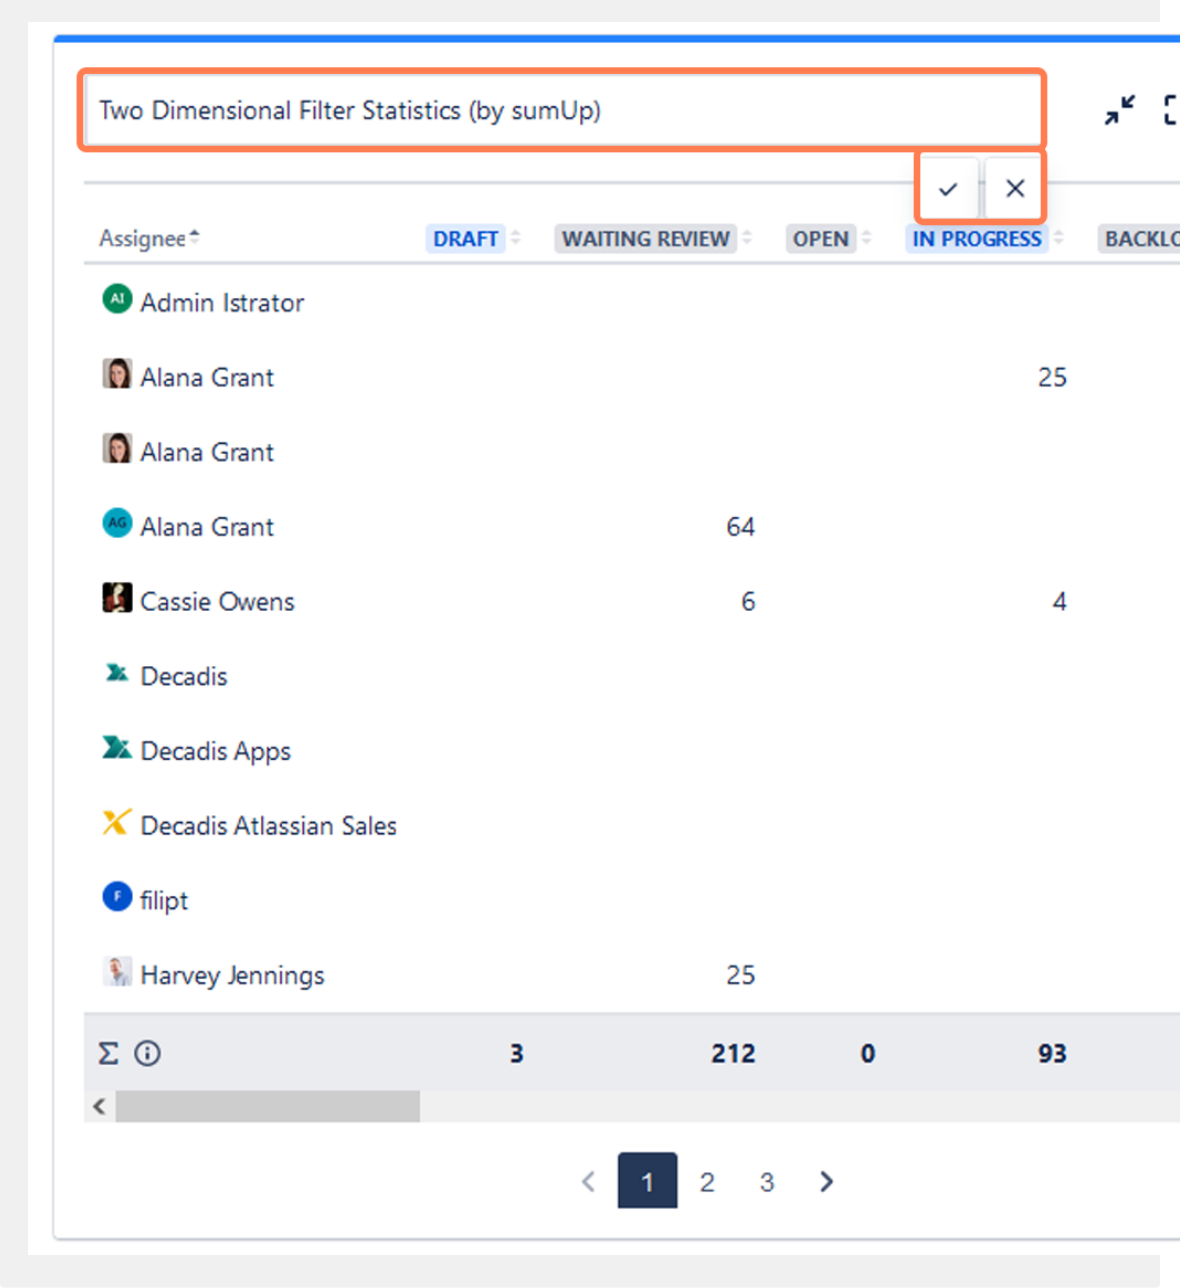 Two Dimensional Filter Statistics (by sumUp)
Assignee DRAFT WAITING REVIEW OPEN IN PROGRESS BACKLO
AI Admin Istrator
Alana Grant 25
Alana Grant
AG Alana Grant 64
Cassie Owens 6 4
Decadis
Decadis Apps
Decadis Atlassian Sales
F filipt
Harvey Jennings 25
Σ 3 212 0 93
1 2 3